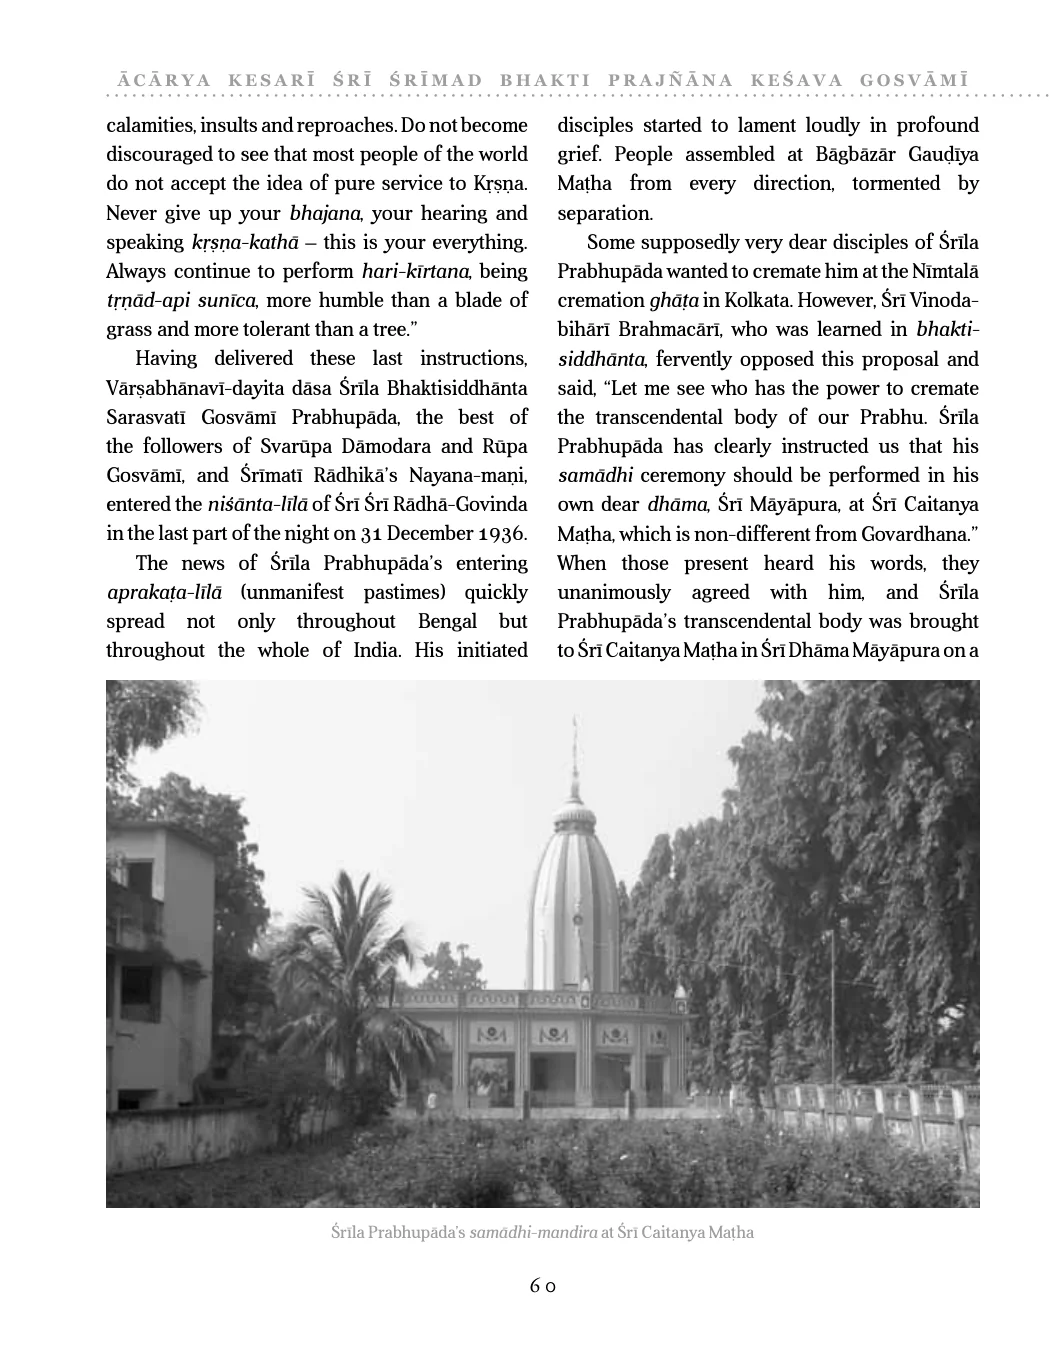 ĀCĀRYA KESARĪ ŚRĪ ŚRĪMAD BHAKTI PRAJÑĀNA KEŚAVA GOSVĀMĪ
calamities, insults and reproaches. Do not become
discouraged to see that most people of the world
do not accept the idea of pure service to Kṛṣṇa.
Never give up your bhajana, your hearing and
speaking kṛṣṇa-kathā – this is your everything.
Always continue to perform hari-kīrtana, being
tṛṇād-api sunīca, more humble than a blade of
grass and more tolerant than a tree.”
Having delivered these last instructions,
Vārṣabhānavī-dayita dāsa Śrīla Bhaktisiddhānta
Sarasvatī Gosvāmī Prabhupāda, the best of
the followers of Svarūpa Dāmodara and Rūpa
Gosvāmī, and Śrīmatī Rādhikā’s Nayana-maṇi,
entered the niśānta-līlā of Śrī Śrī Rādhā-Govinda
in the last part of the night on 31 December 1936.
The news of Śrīla Prabhupāda’s entering
aprakaṭa-līlā (unmanifest pastimes) quickly
spread not only throughout Bengal but
throughout the whole of India. His initiated
disciples started to lament loudly in profound
grief. People assembled at Bāgbāzār Gauḍīya
Maṭha from every direction, tormented by
separation.
Some supposedly very dear disciples of Śrīla
Prabhupāda wanted to cremate him at the Nīmtalā
cremation ghāṭa in Kolkata. However, Śrī Vinoda-
bihārī Brahmacārī, who was learned in bhakti-
siddhānta, fervently opposed this proposal and
said, “Let me see who has the power to cremate
the transcendental body of our Prabhu. Śrīla
Prabhupāda has clearly instructed us that his
samādhi ceremony should be performed in his
own dear dhāma, Śrī Māyāpura, at Śrī Caitanya
Maṭha, which is non-different from Govardhana.”
When those present heard his words, they
unanimously agreed with him, and Śrīla
Prabhupāda’s transcendental body was brought
to Śrī Caitanya Maṭha in Śrī Dhāma Māyāpura on a
Śrīla Prabhupāda’s samādhi-mandira at Śrī Caitanya Maṭha
60